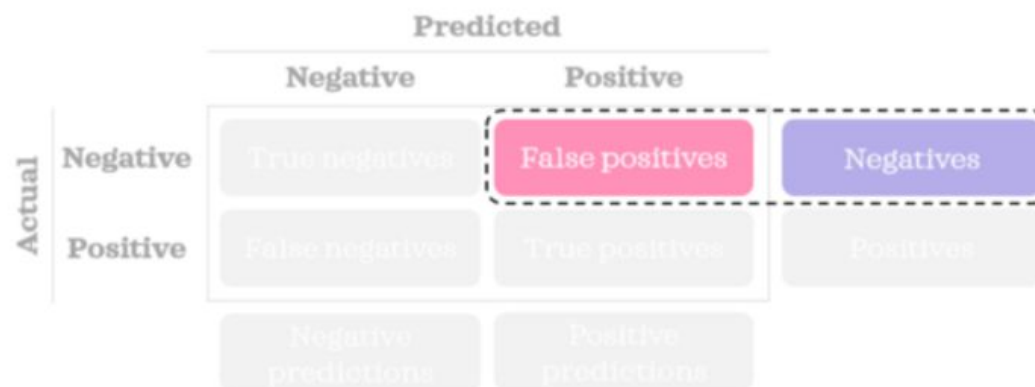 Predicted
Negative Positive
Actual
Negative True negatives False positives Negatives
Positive False negatives True positives Positives
Negative predictions Positive predictions